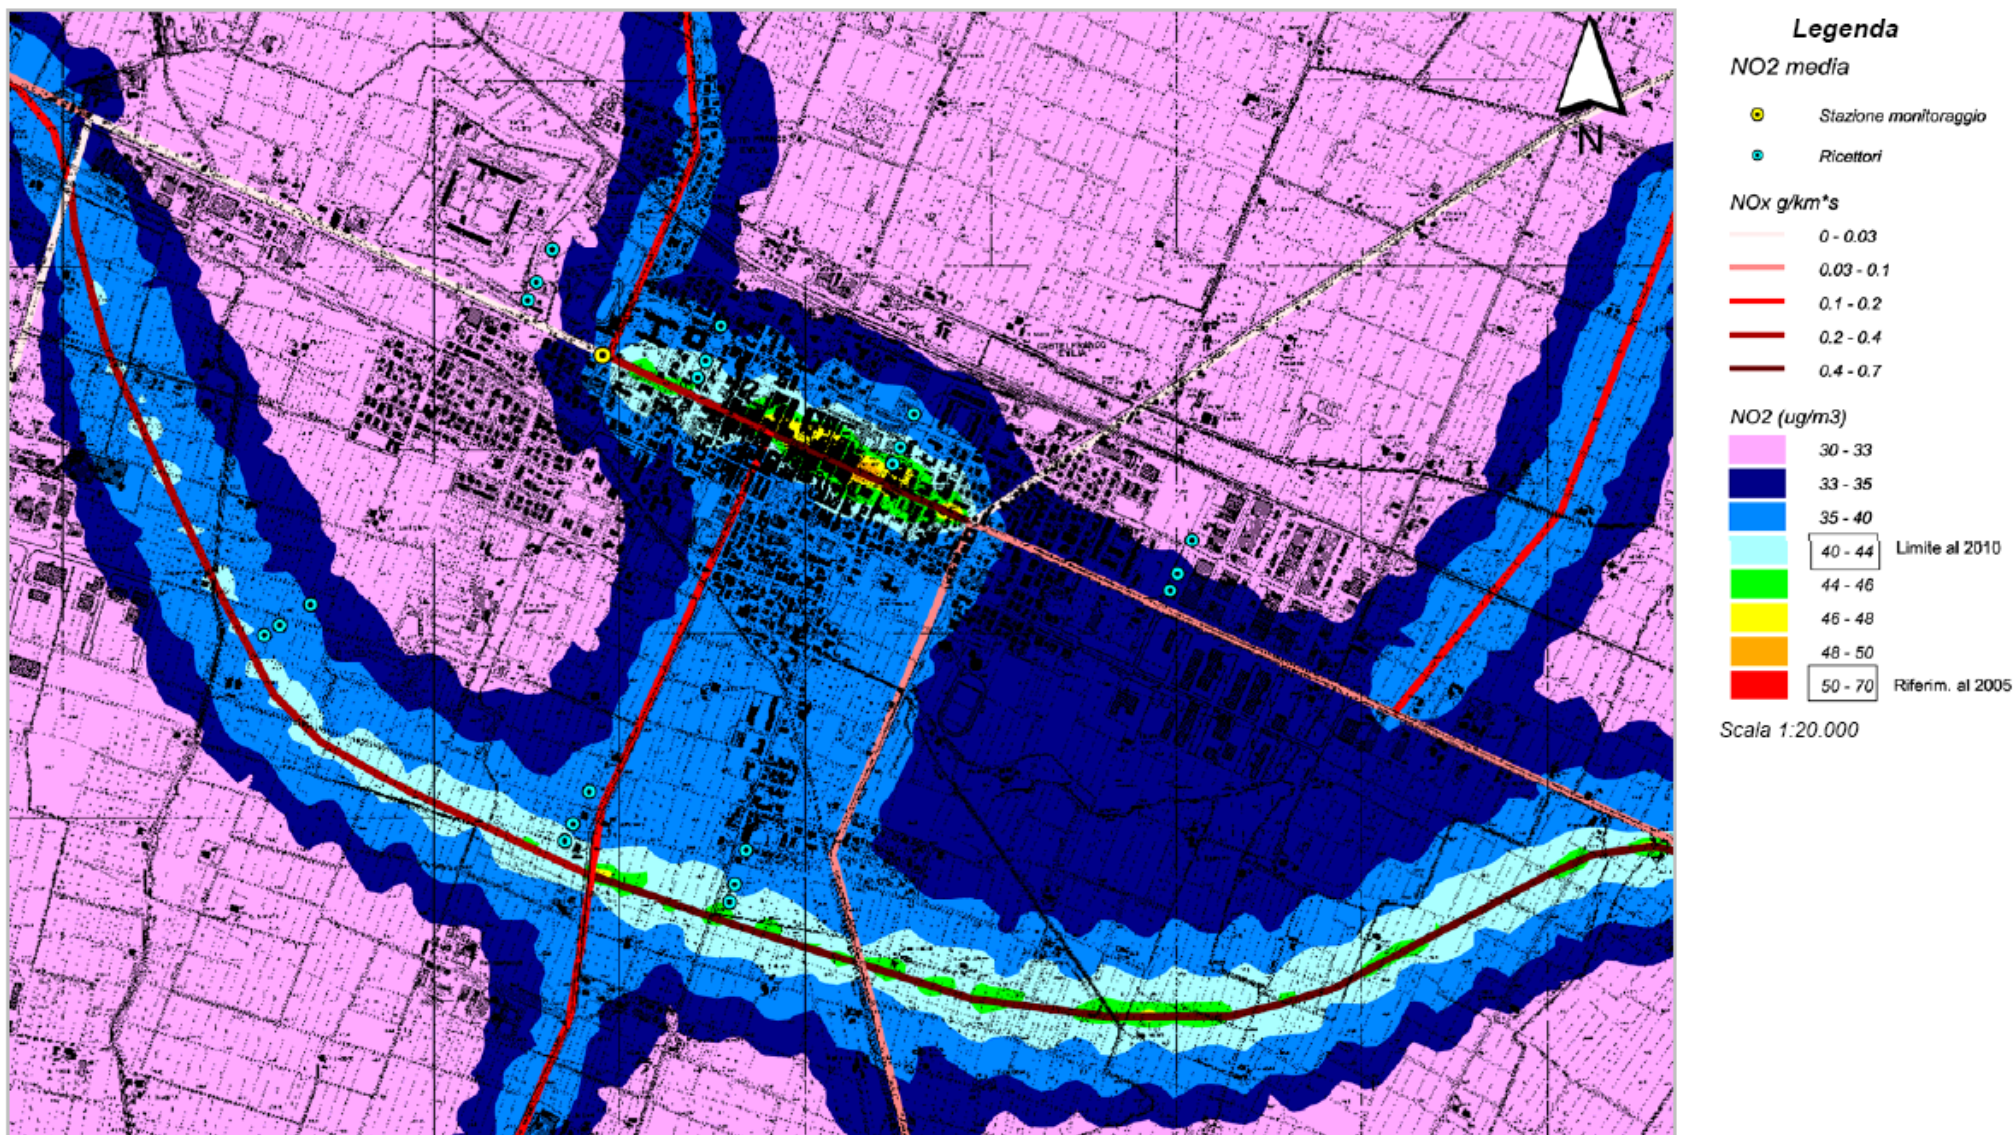 Legenda
NO2 media
Stazione monitoraggio
Ricettori
NOx g/km*s
0 - 0.03
0.03 - 0.1
0.1 - 0.2
0.2 - 0.4
0.4 - 0.7
NO2 (ug/m3)
30 - 33
33 - 35
35 - 40
40 - 44 Limite al 2010
44 - 46
46 - 48
48 - 50
50 - 70 Riferim. al 2005
Scala 1:20.000
N
CASTELFRANCO
EMILIA